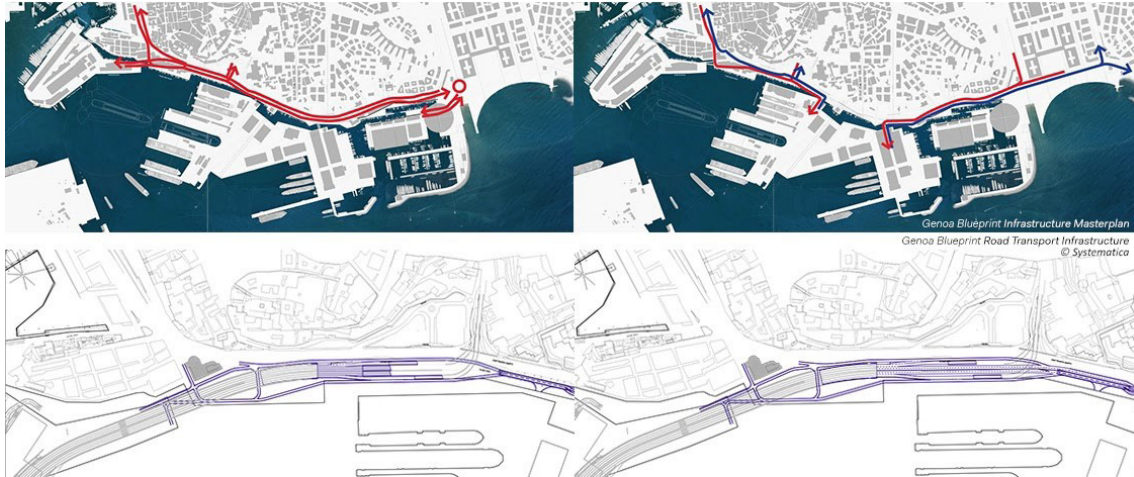 Genoa Blueprint Infrastructure Masterplan
Genoa Blueprint Road Transport Infrastructure
© Systematica